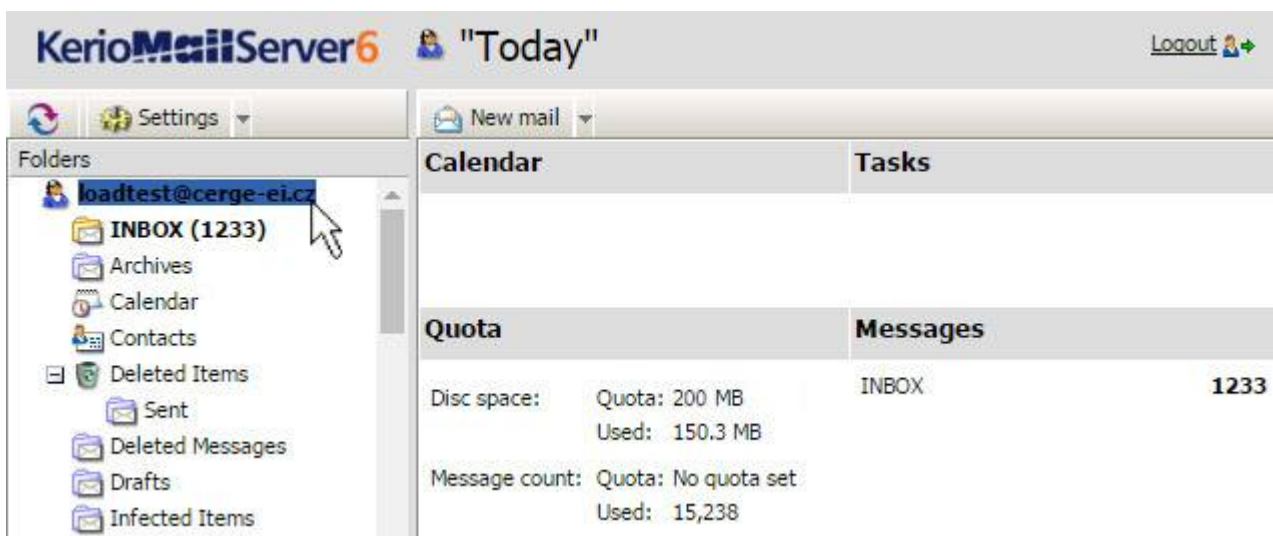 KerioMailServer6 "Today" Logout
Settings New mail
Folders
loadtest@cerge-ei.cz
INBOX (1233)
Archives
Calendar
Contacts
Deleted Items
Sent
Deleted Messages
Drafts
Infected Items
Calendar Tasks
Quota Messages
Disc space: Quota: 200 MB INBOX 1233
Used: 150.3 MB
Message count: Quota: No quota set
Used: 15,238